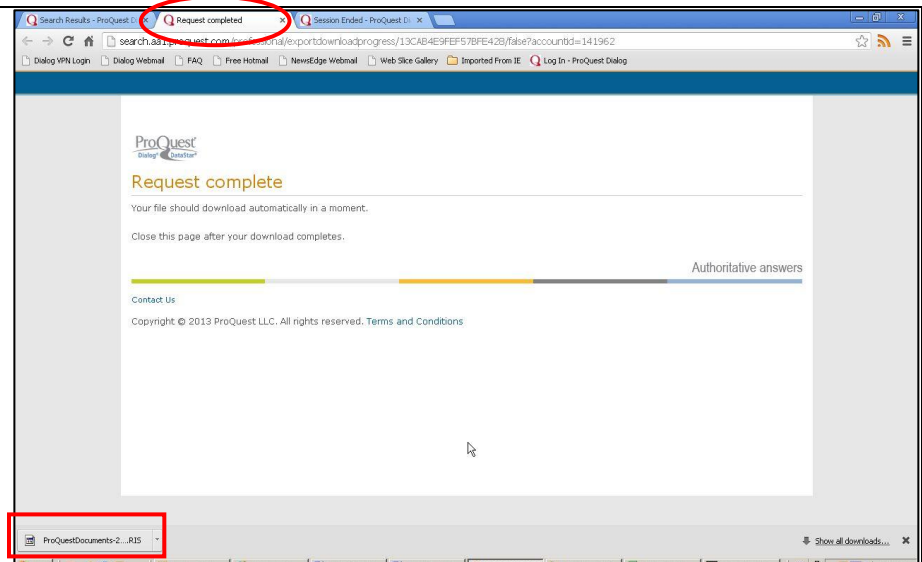 Search Results - ProQuest Di
Request completed
Session Ended - ProQuest Di
search.aa1.proquest.com/professional/exportdownloadprogress/13CAB4E9FEF57BFE428/false?accountid=141962
Dialog VPN Login Dialog Webmail FAQ Free Hotmail NewsEdge Webmail Web Slice Gallery Imported From IE Log In - ProQuest Dialog
ProQuest
Dialog® DataStar®
Request complete
Your file should download automatically in a moment.
Close this page after your download completes.
Authoritative answers
Contact Us
Copyright © 2013 ProQuest LLC. All rights reserved. Terms and Conditions
ProQuestDocuments-2....RIS
Show all downloads...